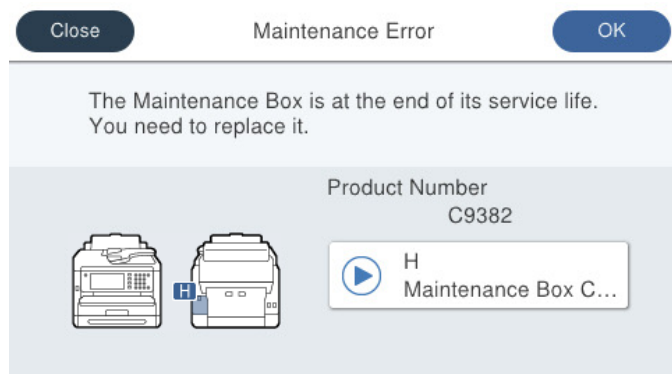 Close
Maintenance Error
OK
The Maintenance Box is at the end of its service life.
You need to replace it.
Product Number
C9382
H
H
Maintenance Box C...